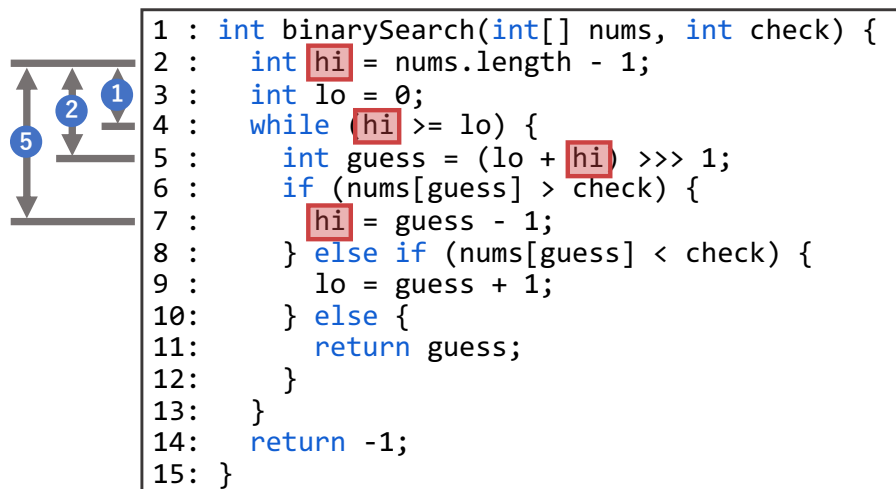 1 : int binarySearch(int[] nums, int check) {
2 :   int hi = nums.length - 1;
3 :   int lo = 0;
4 :   while (hi >= lo) {
5 :     int guess = (lo + hi) >>> 1;
6 :     if (nums[guess] > check) {
7 :       hi = guess - 1;
8 :     } else if (nums[guess] < check) {
9 :       lo = guess + 1;
10:     } else {
11:       return guess;
12:     }
13:   }
14:   return -1;
15: }
1
2
5